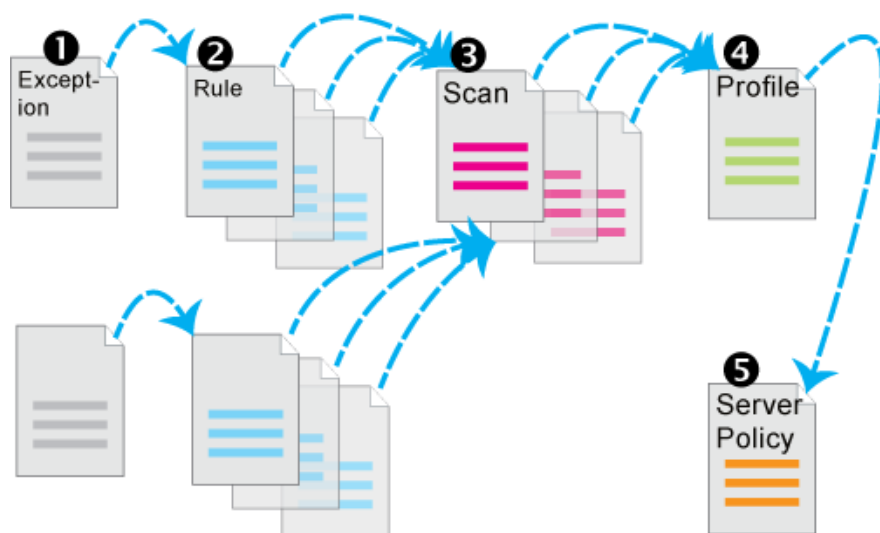 1
Except-
ion
2
Rule
3
Scan
4
Profile
5
Server
Policy